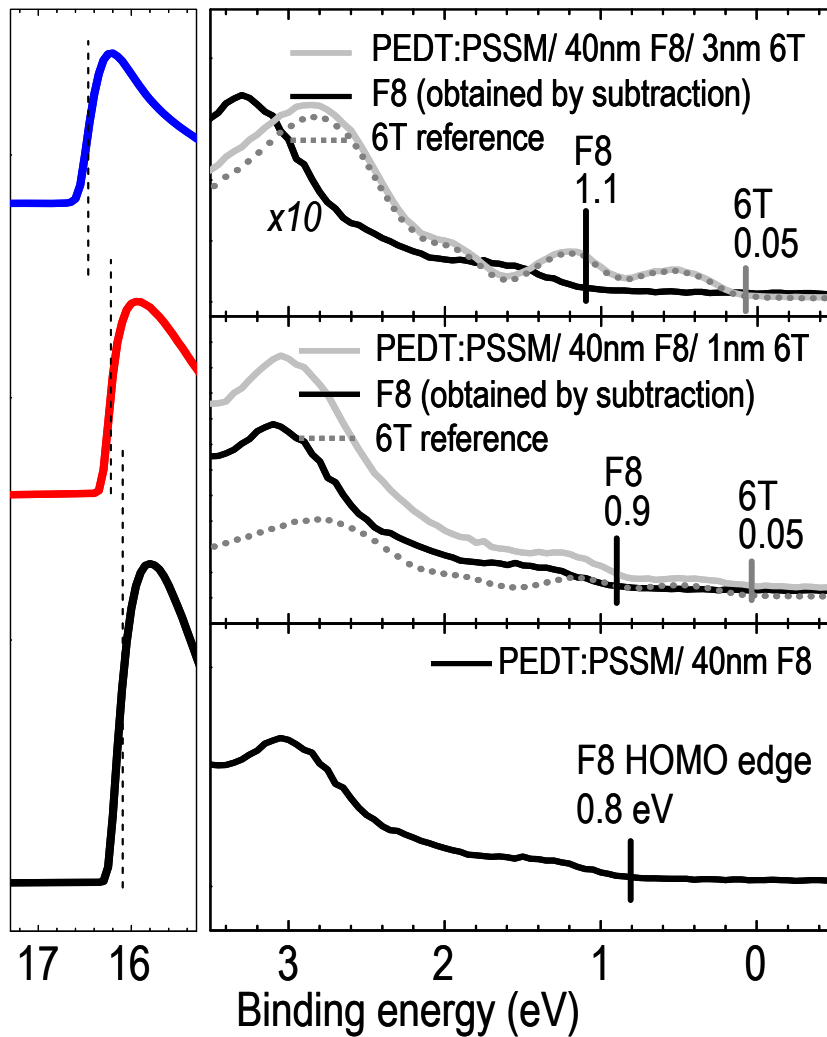 PEDT:PSSM/ 40nm F8/ 3nm 6T
F8 (obtained by subtraction)
6T reference
F8
1.1
x10
6T
0.05
PEDT:PSSM/ 40nm F8/ 1nm 6T
F8 (obtained by subtraction)
6T reference
F8
0.9
6T
0.05
PEDT:PSSM/ 40nm F8
F8 HOMO edge
0.8 eV
17 16 3 2 1 0
Binding energy (eV)